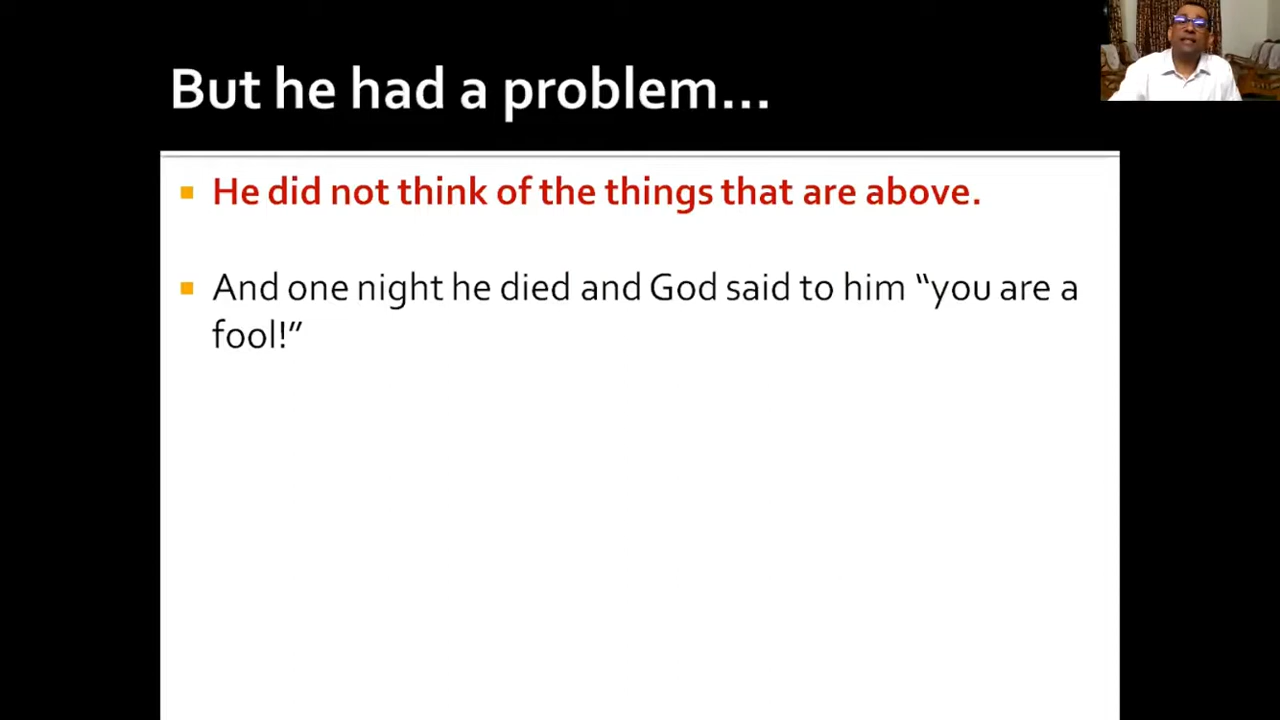 But he had a problem...
He did not think of the things that are above.
And one night he died and God said to him “you are a
fool!”